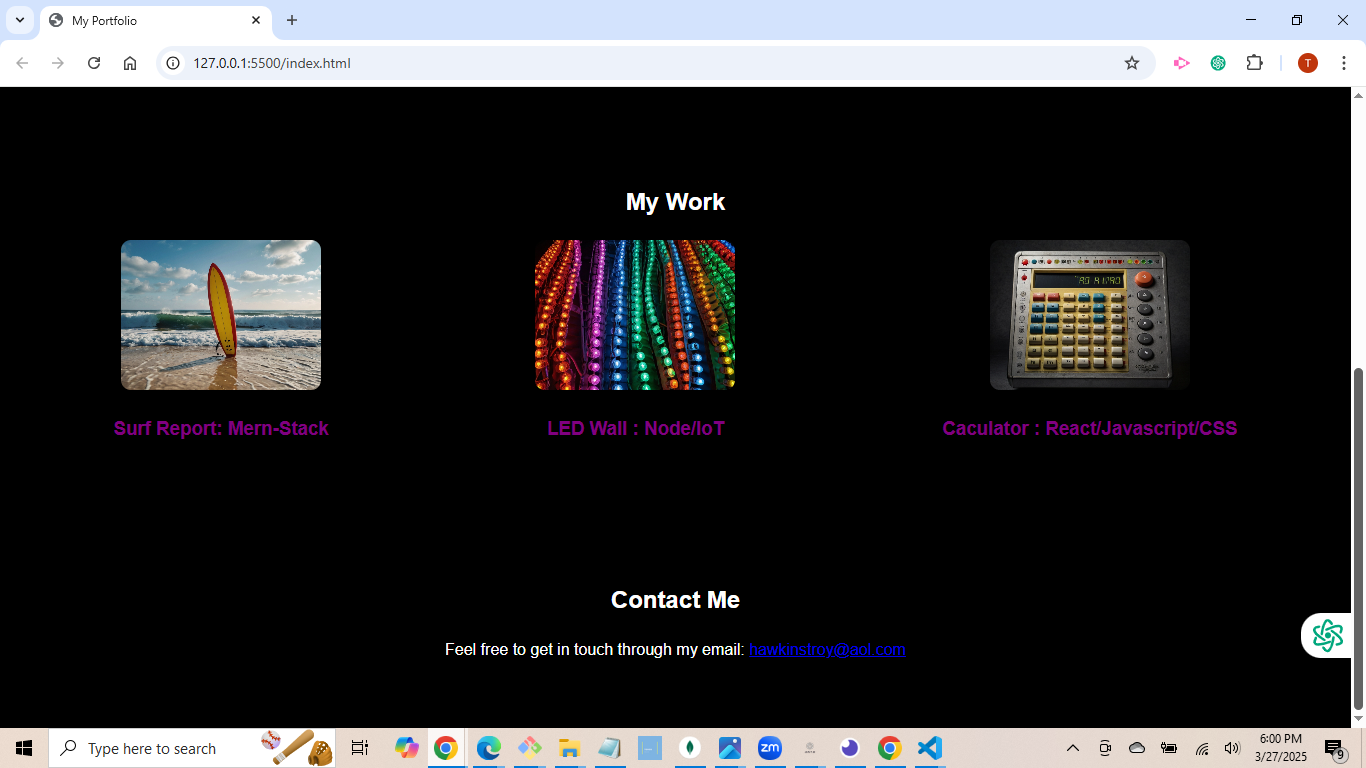 My Portfolio
127.0.0.1:5500/index.html
T
My Work
Surf Report: Mern-Stack
LED Wall : Node/IoT
Caculator : React/Javascript/CSS
Contact Me
Feel free to get in touch through my email: hawkinstroy@aol.com
Type here to search
zm
6:00 PM
3/27/2025
9